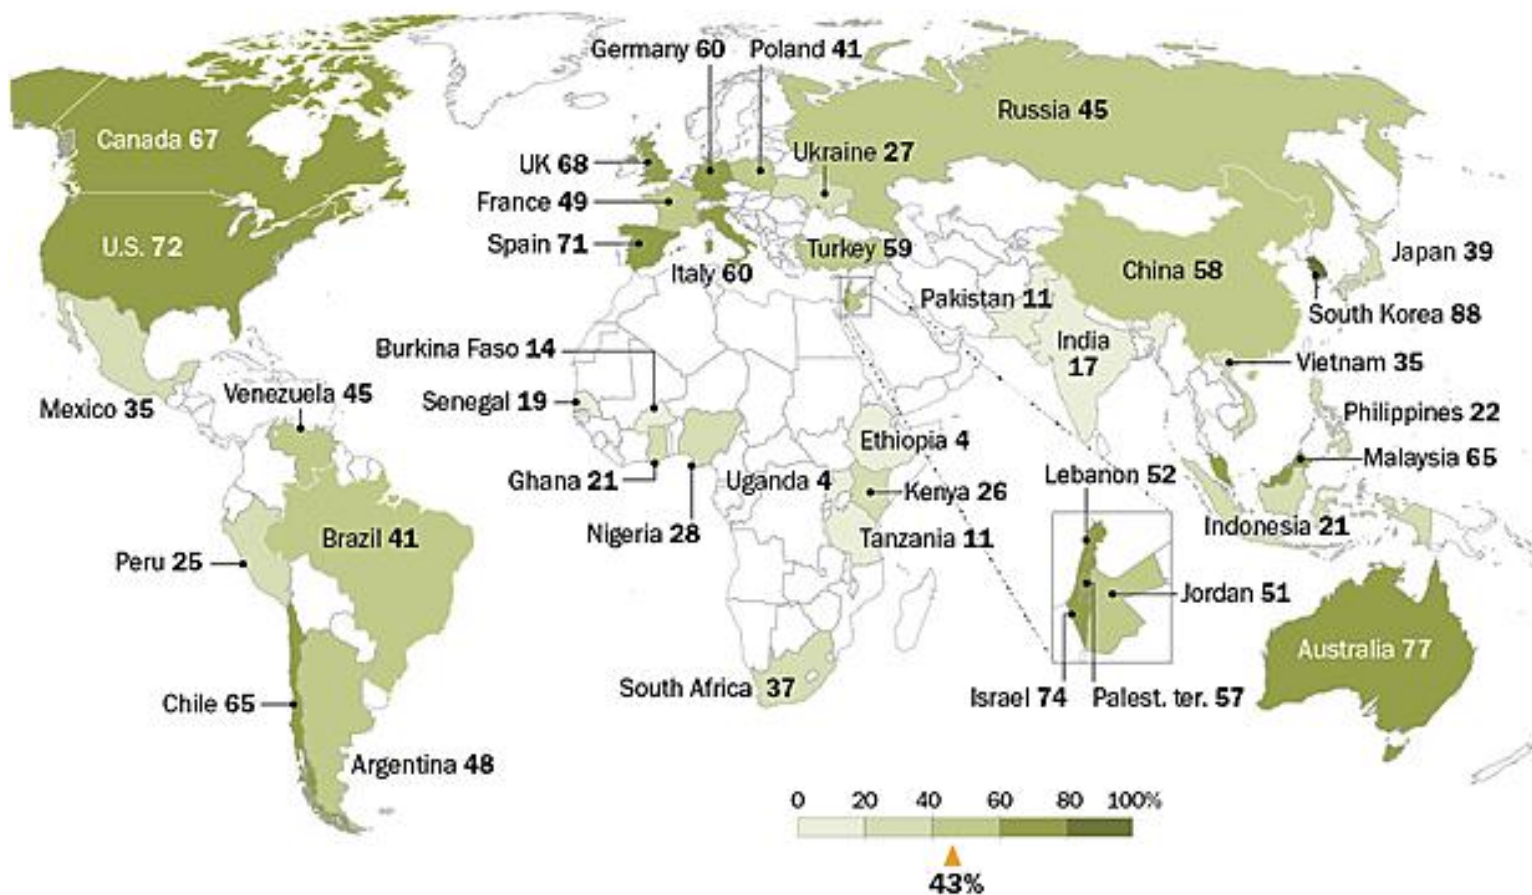 Germany 60
Poland 41
Russia 45
Canada 67
UK 68
Ukraine 27
France 49
U.S. 72
Spain 71
Turkey 59
Japan 39
Italy 60
China 58
Pakistan 11
South Korea 88
Burkina Faso 14
India
17
Vietnam 35
Venezuela 45
Senegal 19
Mexico 35
Philippines 22
Ethiopia 4
Malaysia 65
Ghana 21
Uganda 4
Kenya 26
Lebanon 52
Nigeria 28
Tanzania 11
Indonesia 21
Brazil 41
Peru 25
Jordan 51
Australia 77
South Africa 37
Israel 74
Palest. ter. 57
Chile 65
Argentina 48
0 20 40 60 80 100%
43%